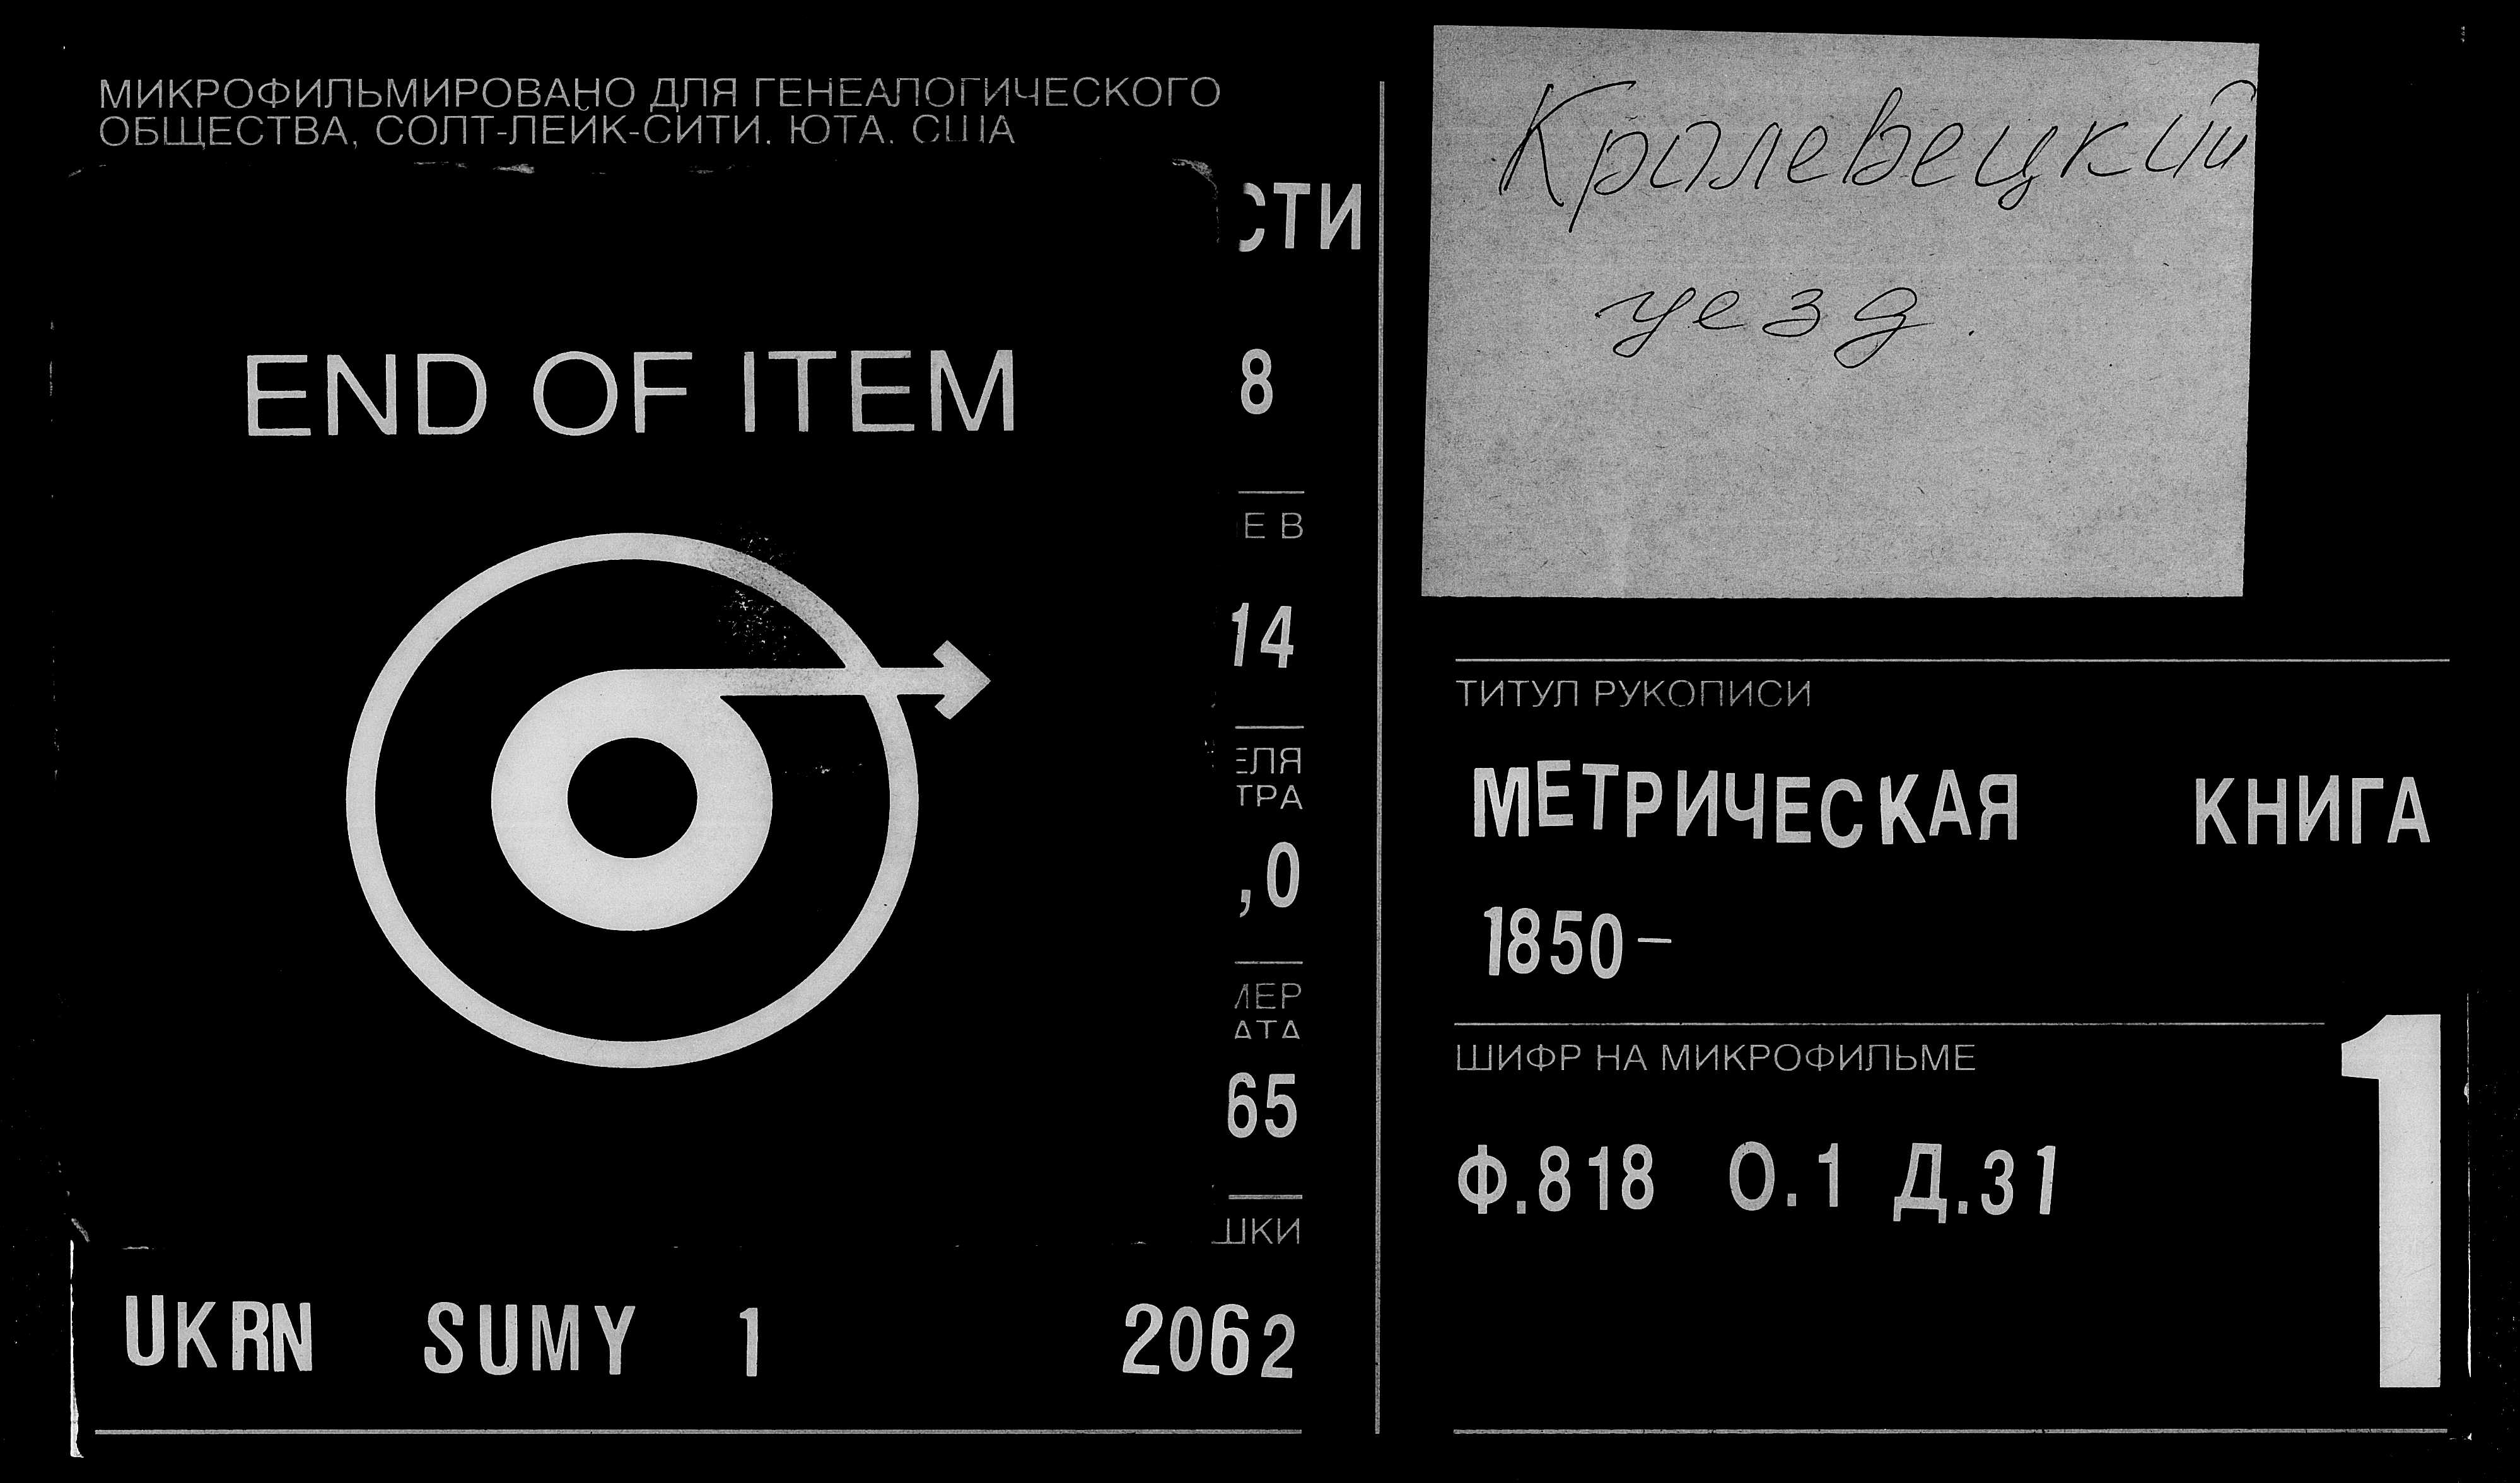 МИКРОФИЛЬМИРОВАНО ДЛЯ ГЕНЕАЛОГИЧЕСКОГО
ОБЩЕСТВА, СОЛТ-ЛЕЙК-СИТИ. ЮТА. США
СТИ
END OF ITEM
8
ЕВ
14
ЕЛЯ
ТРА
,0
МЕР
АТА
65
ШКИ
UKRN SUMY 1 2062
Кролевецкий
уезд.
ТИТУЛ РУКОПИСИ
МЕТРИЧЕСКАЯ КНИГА
1850-
ШИФР НА МИКРОФИЛЬМЕ
Ф.818 О.1 Д.31
1